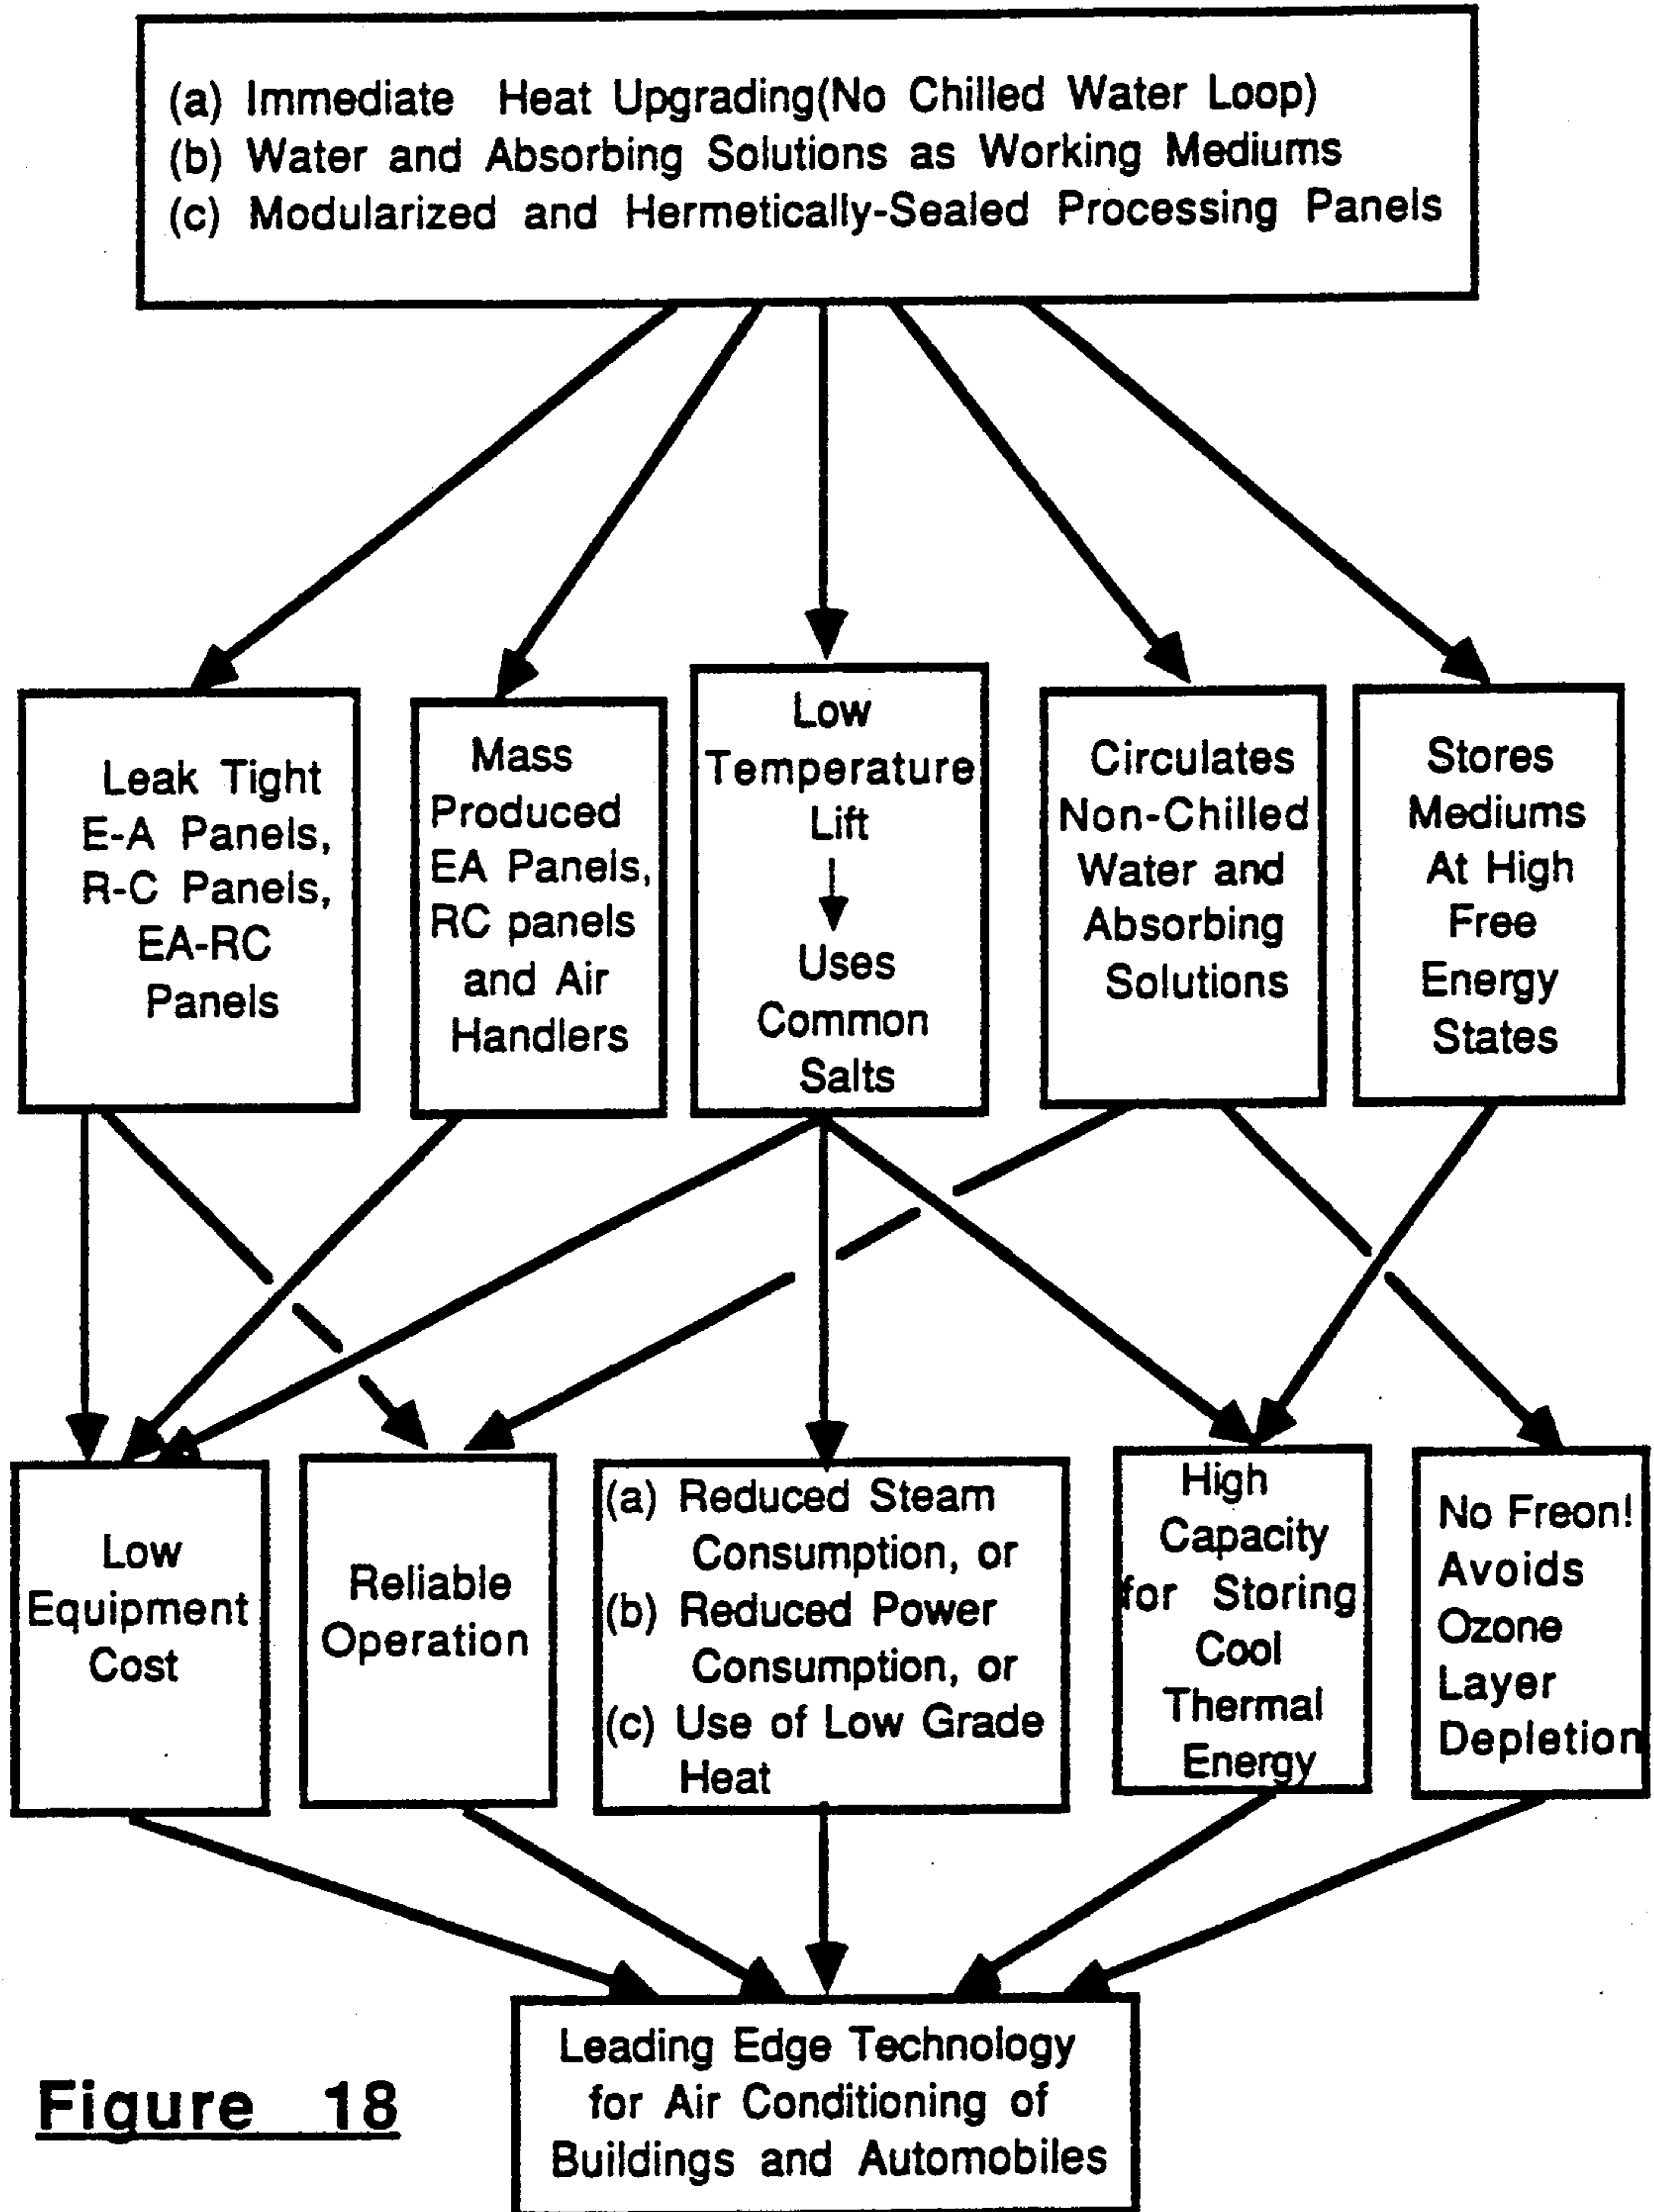 (a) Immediate Heat Upgrading(No Chilled Water Loop)
(b) Water and Absorbing Solutions as Working Mediums
(c) Modularized and Hermetically-Sealed Processing Panels
Leak Tight
E-A Panels,
R-C Panels,
EA-RC
Panels
Mass
Produced
EA Panels,
RC panels
and Air
Handlers
Low
Temperature
Lift
Uses
Common
Salts
Circulates
Non-Chilled
Water and
Absorbing
Solutions
Stores
Mediums
At High
Free
Energy
States
Low
Equipment
Cost
Reliable
Operation
(a) Reduced Steam
Consumption, or
(b) Reduced Power
Consumption, or
(c) Use of Low Grade
Heat
High
Capacity
for Storing
Cool
Thermal
Energy
No Freon!
Avoids
Ozone
Layer
Depletion
Leading Edge Technology
for Air Conditioning of
Buildings and Automobiles
Figure 18